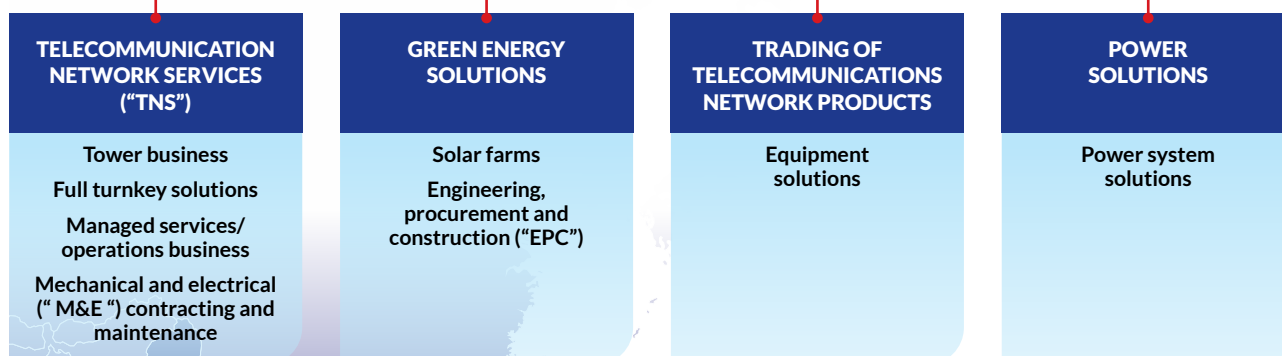 TELECOMMUNICATION
NETWORK SERVICES
(“TNS”)
Tower business
Full turnkey solutions
Managed services/
operations business
Mechanical and electrical
(“ M&E “) contracting and
maintenance
GREEN ENERGY
SOLUTIONS
Solar farms
Engineering,
procurement and
construction (“EPC”)
TRADING OF
TELECOMMUNICATIONS
NETWORK PRODUCTS
Equipment
solutions
POWER
SOLUTIONS
Power system
solutions